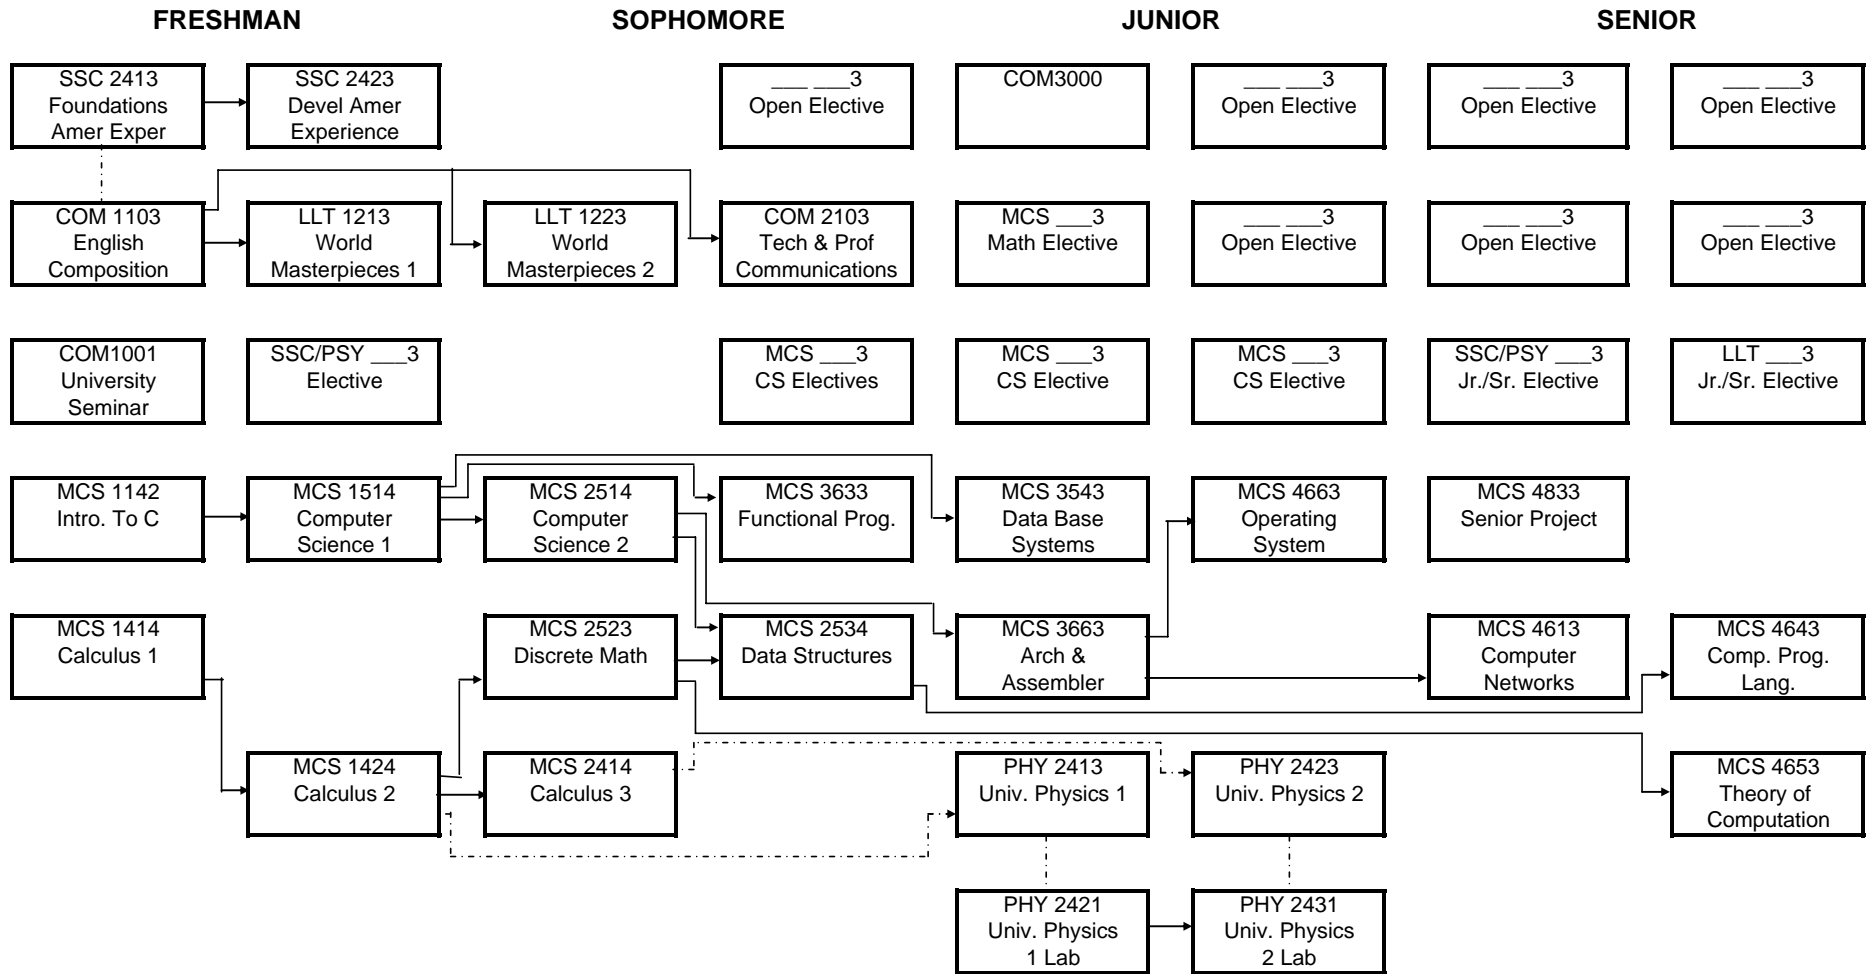 FRESHMAN SOPHOMORE JUNIOR SENIOR
SSC 2413
Foundations
Amer Exper
SSC 2423
Devel Amer
Experience
___ ___3
Open Elective
COM3000
___ ___3
Open Elective
___ ___3
Open Elective
___ ___3
Open Elective
COM 1103
English
Composition
LLT 1213
World
Masterpieces 1
LLT 1223
World
Masterpieces 2
COM 2103
Tech & Prof
Communications
MCS ___3
Math Elective
___ ___3
Open Elective
___ ___3
Open Elective
___ ___3
Open Elective
COM1001
University
Seminar
SSC/PSY ___3
Elective
MCS ___3
CS Electives
MCS ___3
CS Elective
MCS ___3
CS Elective
SSC/PSY ___3
Jr./Sr. Elective
LLT ___3
Jr./Sr. Elective
MCS 1142
Intro. To C
MCS 1514
Computer
Science 1
MCS 2514
Computer
Science 2
MCS 3633
Functional Prog.
MCS 3543
Data Base
Systems
MCS 4663
Operating
System
MCS 4833
Senior Project
MCS 1414
Calculus 1
MCS 2523
Discrete Math
MCS 2534
Data Structures
MCS 3663
Arch &
Assembler
MCS 4613
Computer
Networks
MCS 4643
Comp. Prog.
Lang.
MCS 1424
Calculus 2
MCS 2414
Calculus 3
PHY 2413
Univ. Physics 1
PHY 2423
Univ. Physics 2
MCS 4653
Theory of
Computation
PHY 2421
Univ. Physics
1 Lab
PHY 2431
Univ. Physics
2 Lab